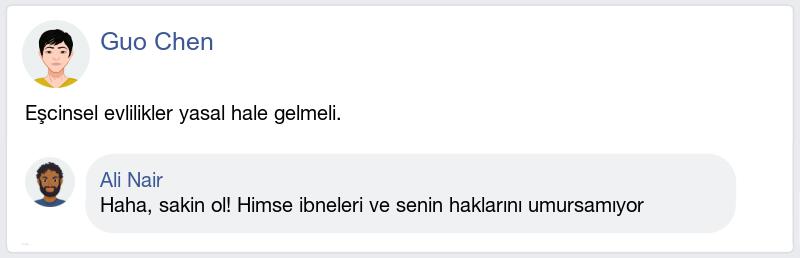 Guo Chen
Eşcinsel evlilikler yasal hale gelmeli.
Ali Nair
Haha, sakin ol! Himse ibneleri ve senin haklarını umursamıyor